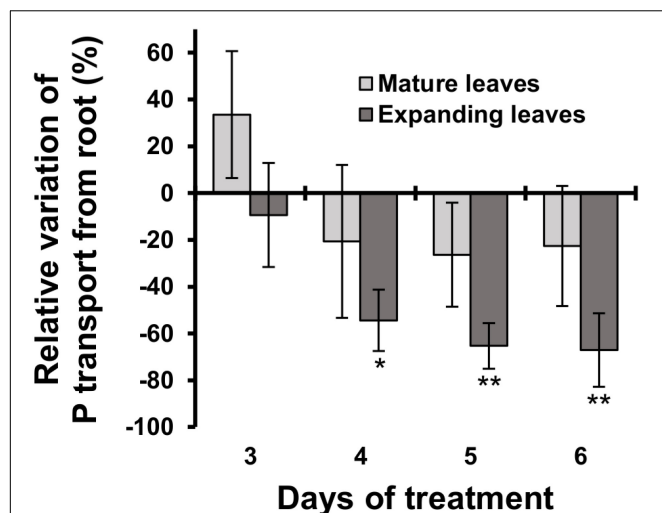 Relative variation of
P transport from root (%)
60
40
20
0
-20
-40
-60
-80
-100
Mature leaves
Expanding leaves
*
**
**
3 4 5 6
Days of treatment